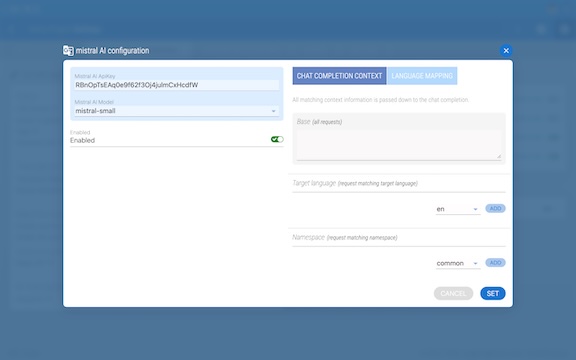 mistral AI configuration
Mistral AI ApiKey
RBnOpTsEAq0e9f62f3Oj4julmCxHcdfW
Mistral AI Model
mistral-small
Enabled
Enabled
CHAT COMPLETION CONTEXT
LANGUAGE MAPPING
All matching context information is passed down to the chat completion.
Base (all requests)
Target language (request matching target language)
en
ADD
Namespace (request matching namespace)
common
ADD
CANCEL
SET